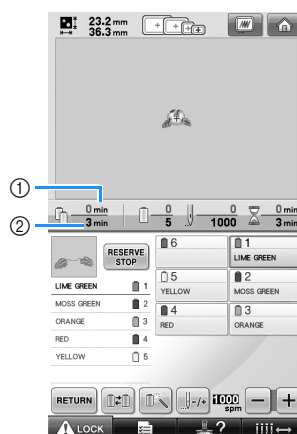 23.2 mm
36.3 mm
1
2
0 min
3 min
0
5
0
1000
0 min
3 min
RESERVE
STOP
LIME GREEN 1
MOSS GREEN 2
ORANGE 3
RED 4
YELLOW 5
6
1
LIME GREEN
5
YELLOW
2
MOSS GREEN
4
RED
3
ORANGE
RETURN
-/+
1000
spm
−
+
LOCK
?